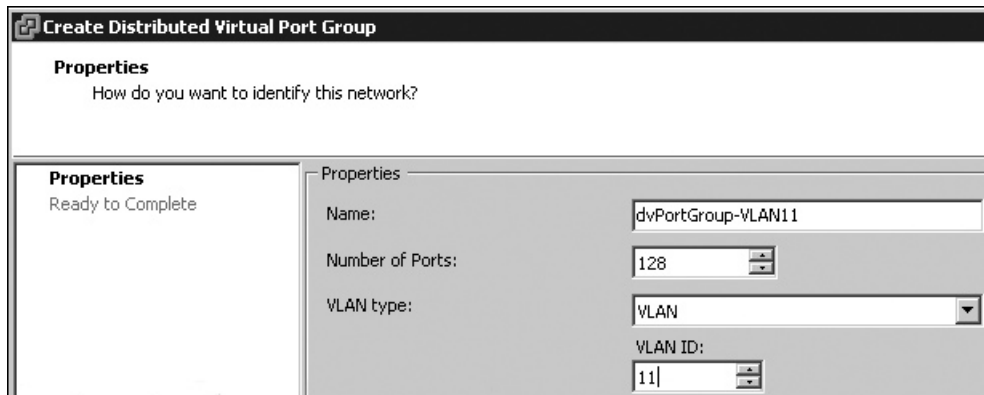 Create Distributed Virtual Port Group
Properties
How do you want to identify this network?
Properties
Ready to Complete
Properties
Name: dvPortGroup-VLAN11
Number of Ports: 128
VLAN type: VLAN
VLAN ID:
11